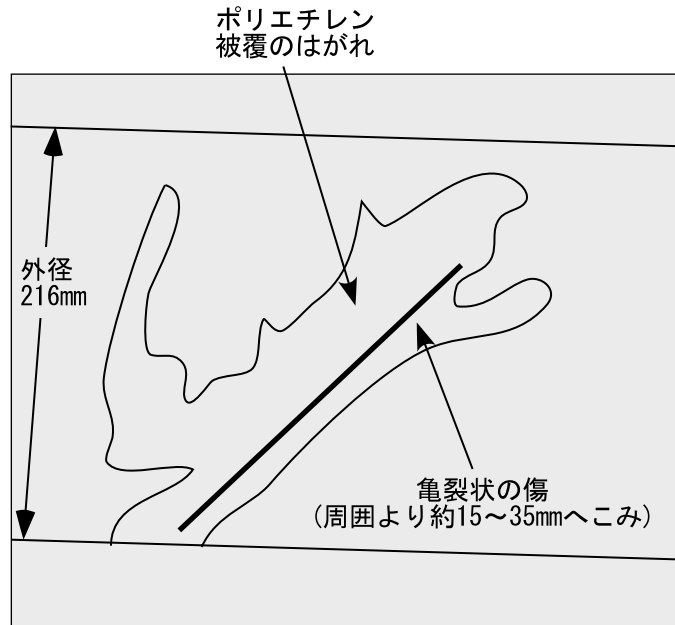 ポリエチレン
被覆のはがれ
外径
216mm
亀裂状の傷
(周囲より約15～35mmへこみ)